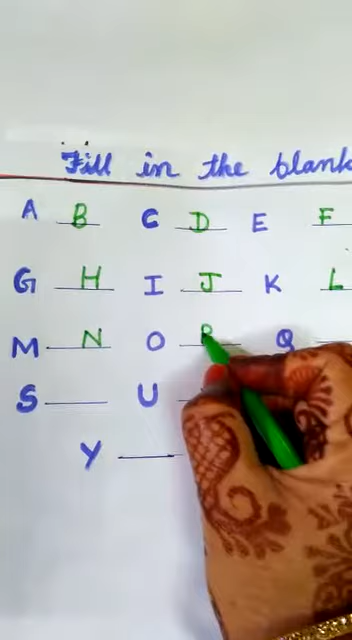 Fill in the blank
A B C D E F
G H I J K L
M N O P Q
S U
Y